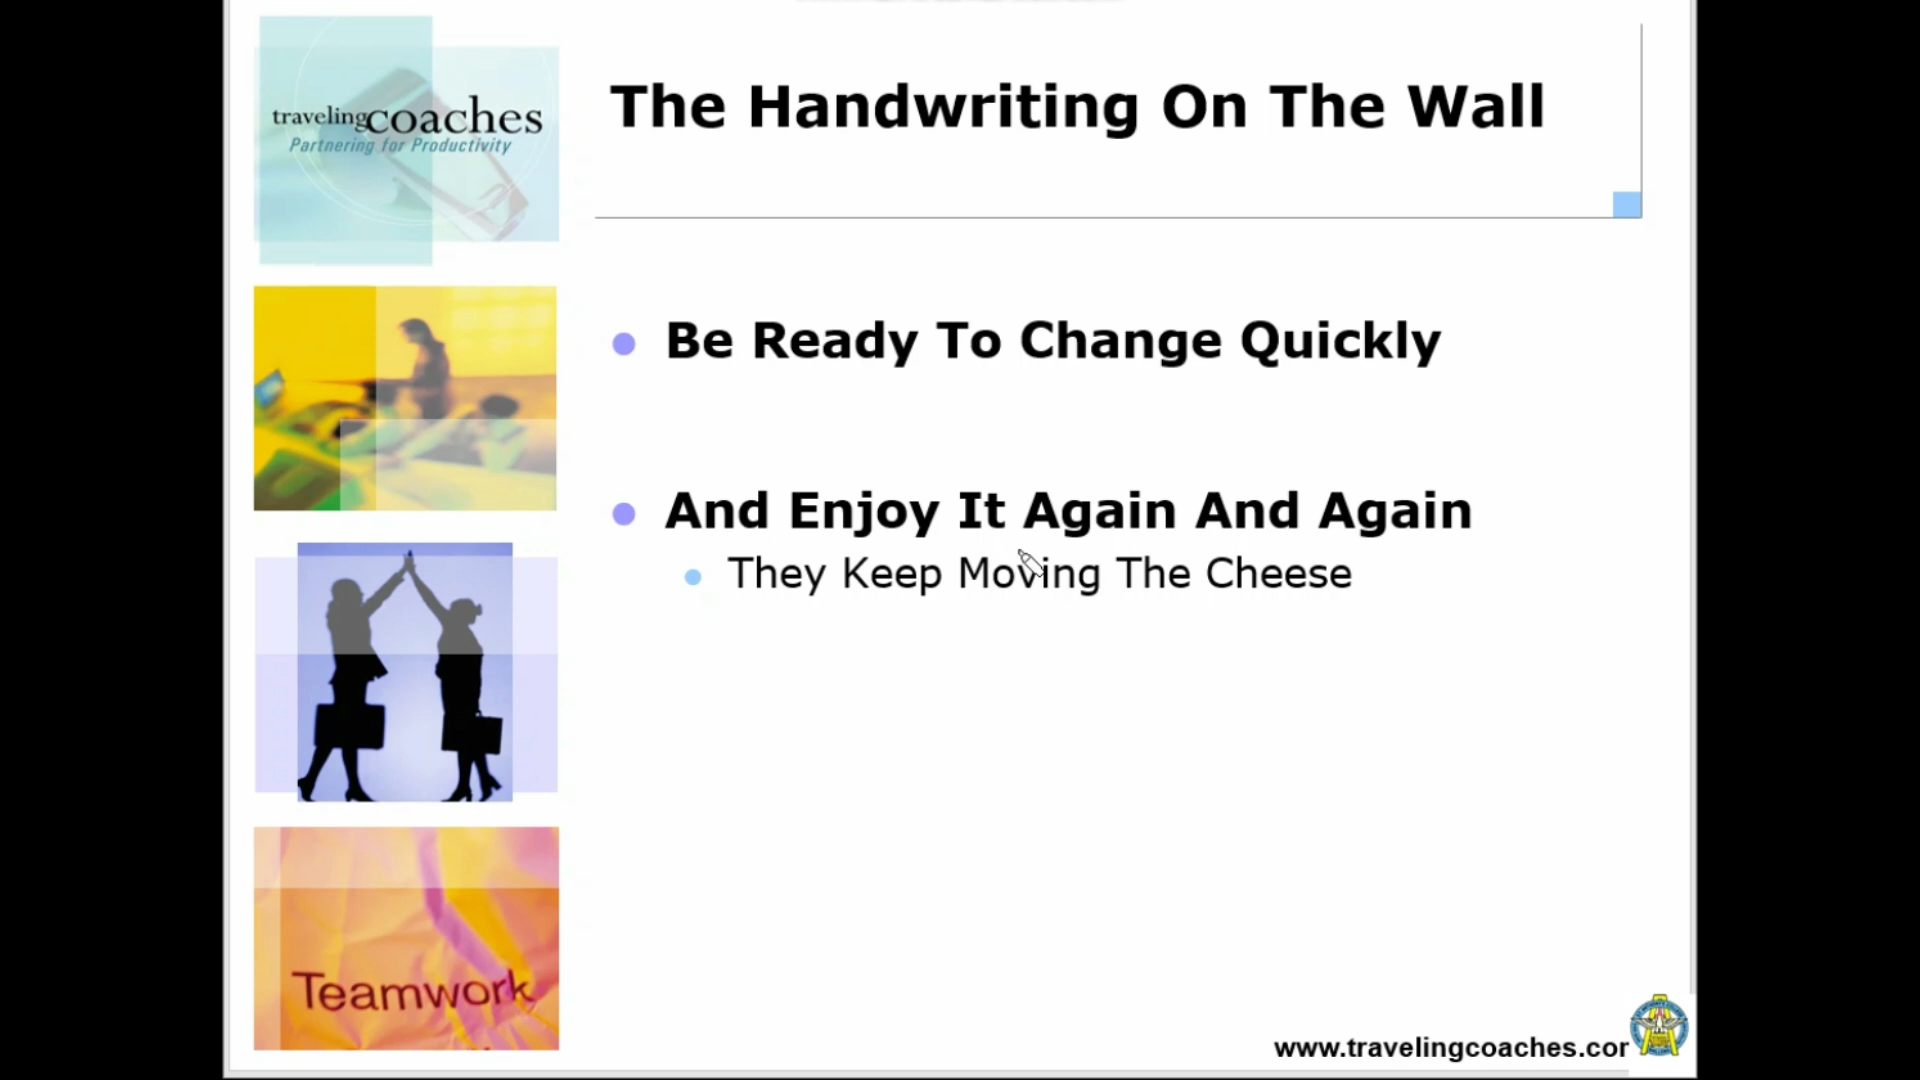 travelingcoaches
Partnering for Productivity
The Handwriting On The Wall
Be Ready To Change Quickly
And Enjoy It Again And Again
They Keep Moving The Cheese
Teamwork
www.travelingcoaches.cor